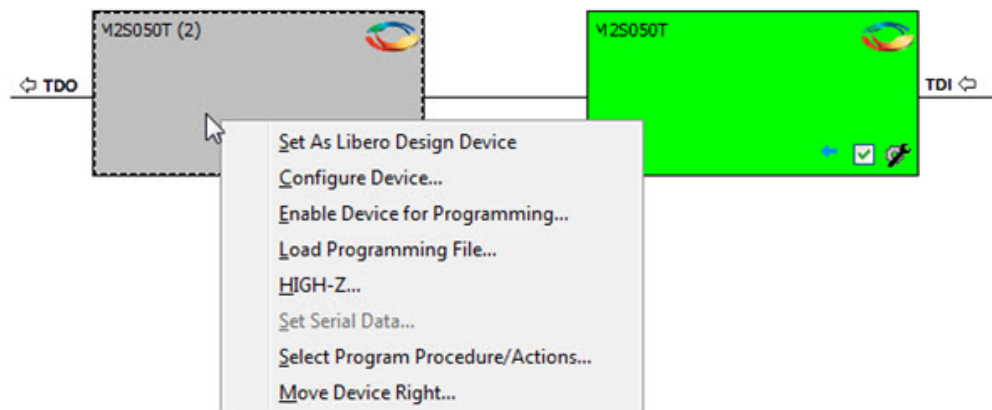 M2S050T (2)
M2S050T
TDO
TDI
Set As Libero Design Device
Configure Device...
Enable Device for Programming...
Load Programming File...
HIGH-Z...
Set Serial Data...
Select Program Procedure/Actions...
Move Device Right...